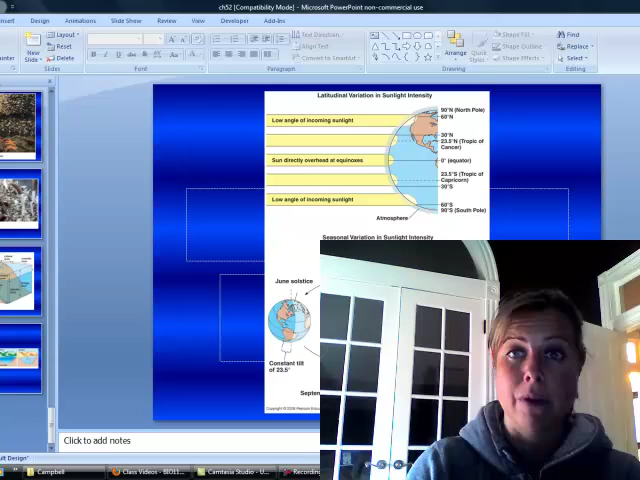 ch52 [Compatibility Mode] - Microsoft PowerPoint non-commercial use
Design Animations Slide Show Review View Developer Add-Ins
Layout
Reset
Delete
New
Slide
Slides
Font
Paragraph
Text Direction
Align Text
Convert to SmartArt
Arrange
Quick
Styles
Shape Fill
Shape Outline
Shape Effects
Drawing
Find
Replace
Select
Editing
Latitudinal Variation in Sunlight Intensity
90°N (North Pole)
60°N
Low angle of incoming sunlight
30°N
23.5°N (Tropic of
Cancer)
Sun directly overhead at equinoxes
0° (equator)
23.5°S (Tropic of
Capricorn)
30°S
Low angle of incoming sunlight
60°S
90°S (South Pole)
Atmosphere
Seasonal Variation in Sunlight Intensity
June solstice
Constant tilt
of 23.5°
Click to add notes
Campbell
Class Videos - BIO11...
Camtasia Studio - U...